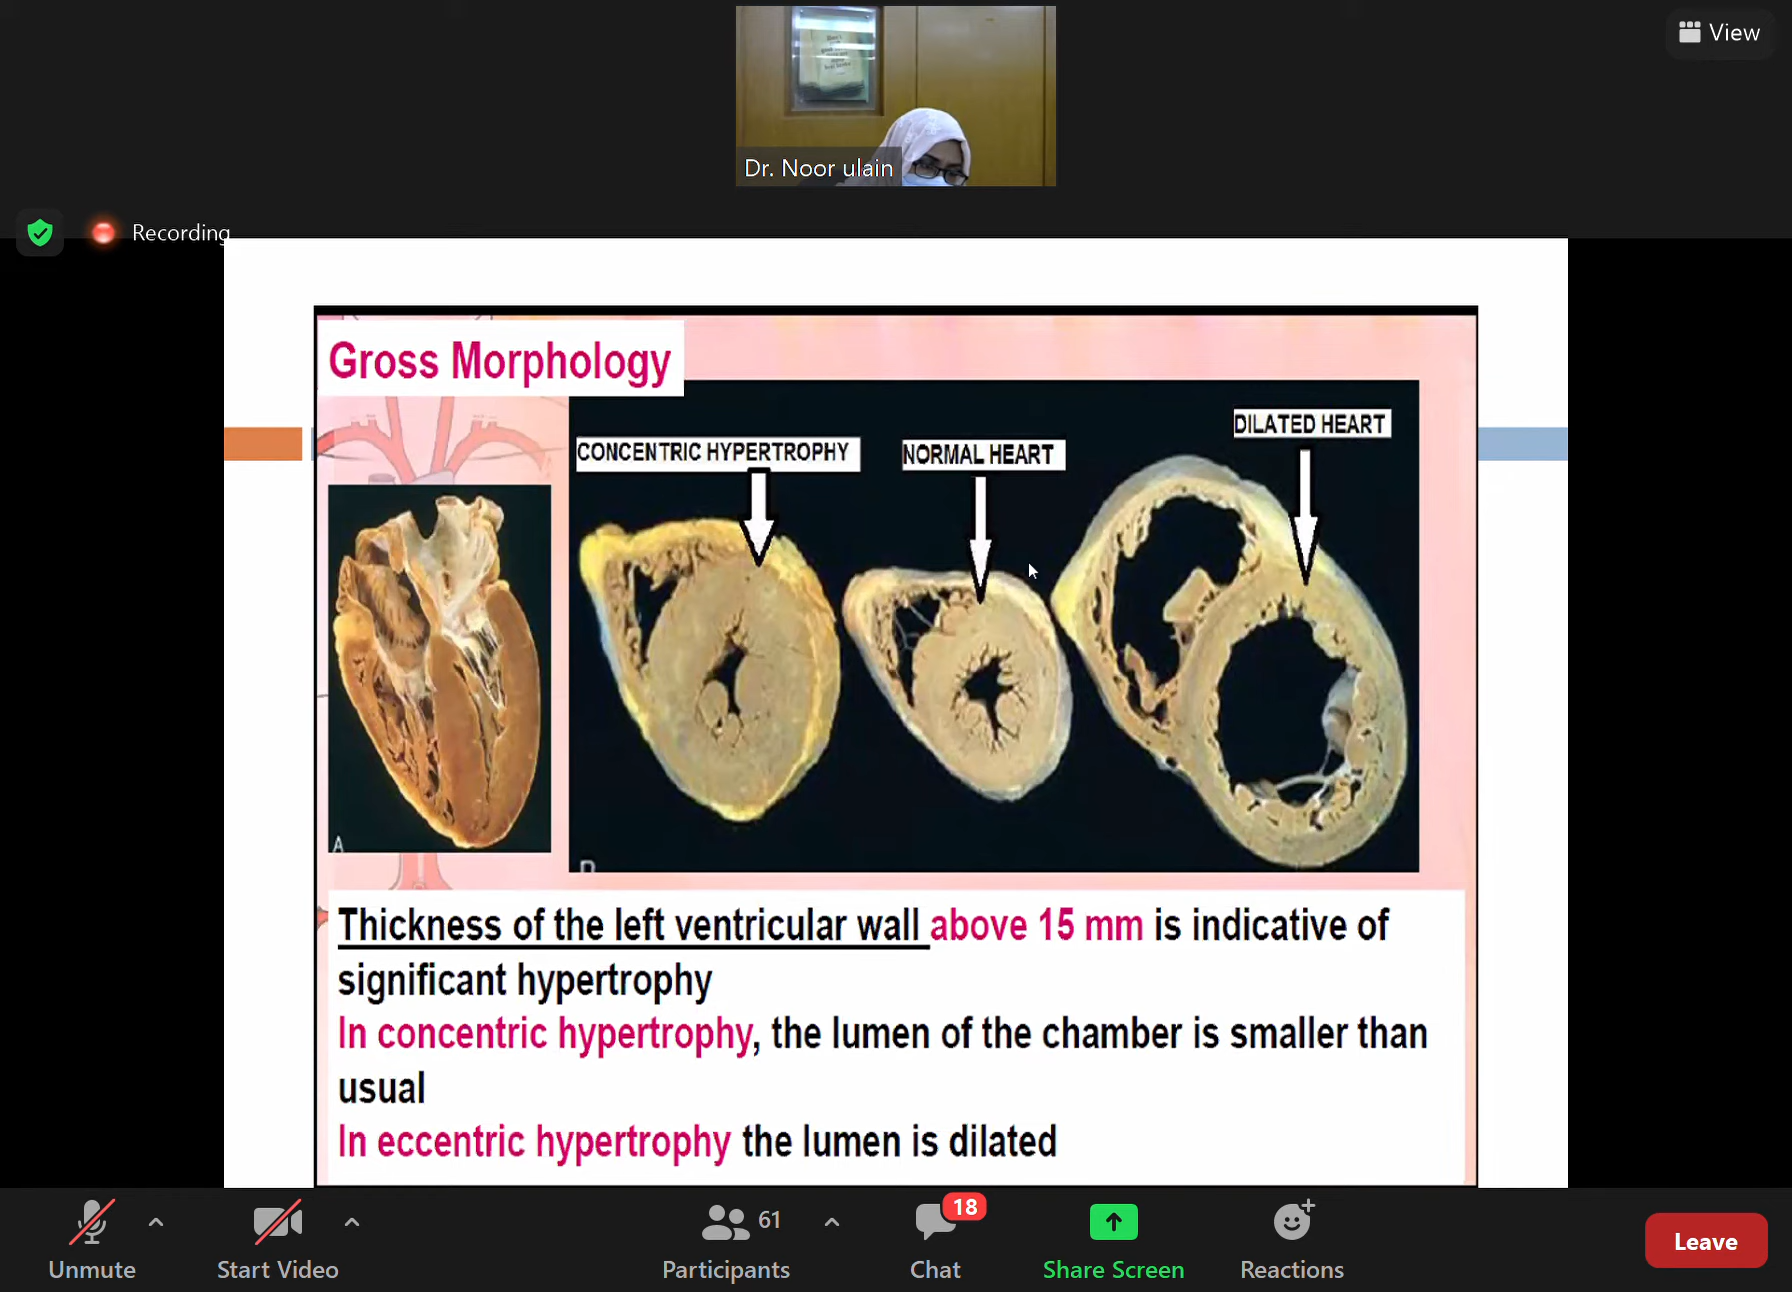 View
Dr. Noor ulain
Recording
Gross Morphology
CONCENTRIC HYPERTROPHY
NORMAL HEART
DILATED HEART
A
Thickness of the left ventricular wall above 15 mm is indicative of
significant hypertrophy
In concentric hypertrophy, the lumen of the chamber is smaller than
usual
In eccentric hypertrophy the lumen is dilated
Unmute
Start Video
61
Participants
18
Chat
Share Screen
Reactions
Leave